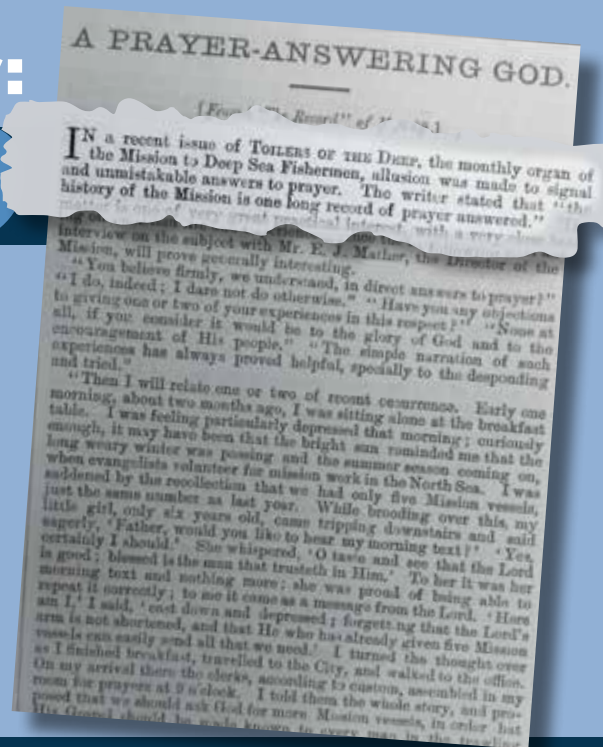 A PRAYER-ANSWERING GOD.
[From "The Record" of
IN a recent issue of TOILERS OF THE DEEP, the monthly organ of
the Mission to Deep Sea Fishermen, allusion was made to signal
and unmistakable answers to prayer. The writer stated that "the
history of the Mission is one long record of prayer answered."
interview on the subject with Mr. E. J. Mather, the Director of the
Mission, will prove generally interesting.
"You believe firmly, we understand, in direct answers to prayer?"
"I do, indeed; I dare not do otherwise." "Have you any objections
to giving one or two of your experiences in this respect?" "None at
all, if you consider it would be to the glory of God and to the
encouragement of His people." "The simple narration of such
experiences has always proved helpful, specially to the desponding
and tried."
"Then I will relate one or two of recent occurrence. Early one
morning, about two months ago, I was sitting alone at the breakfast
table. I was feeling particularly depressed that morning; curiously
enough, it may have been that the bright sun reminded me that the
long weary winter was passing and the summer season coming on,
when evangelists volunteer for mission work in the North Sea. I was
saddened by the recollection that we had only five Mission vessels,
just the same number as last year. While brooding over this, my
little girl, only six years old, came tripping downstairs and said
eagerly, 'Father, would you like to hear my morning text?' 'Yes,
certainly I should.' She whispered, 'O taste and see that the Lord
is good; blessed is the man that trusteth in Him.' To her it was her
morning text and nothing more; she was proud of being able to
repeat it correctly; to me it came as a message from the Lord. 'Here
am I,' I said, 'cast down and depressed; forgetting that the Lord's
arm is not shortened, and that He who has already given five Mission
vessels can easily send all that we need.' I turned the thought over
as I finished breakfast, travelled to the City, and walked to the office.
On my arrival there the clerks, according to custom, assembled in my
room for prayers at 9 o'clock. I told them the whole story, and pro-
posed that we should ask God for more Mission vessels, in order that
His Gospel should be made known to every man in the